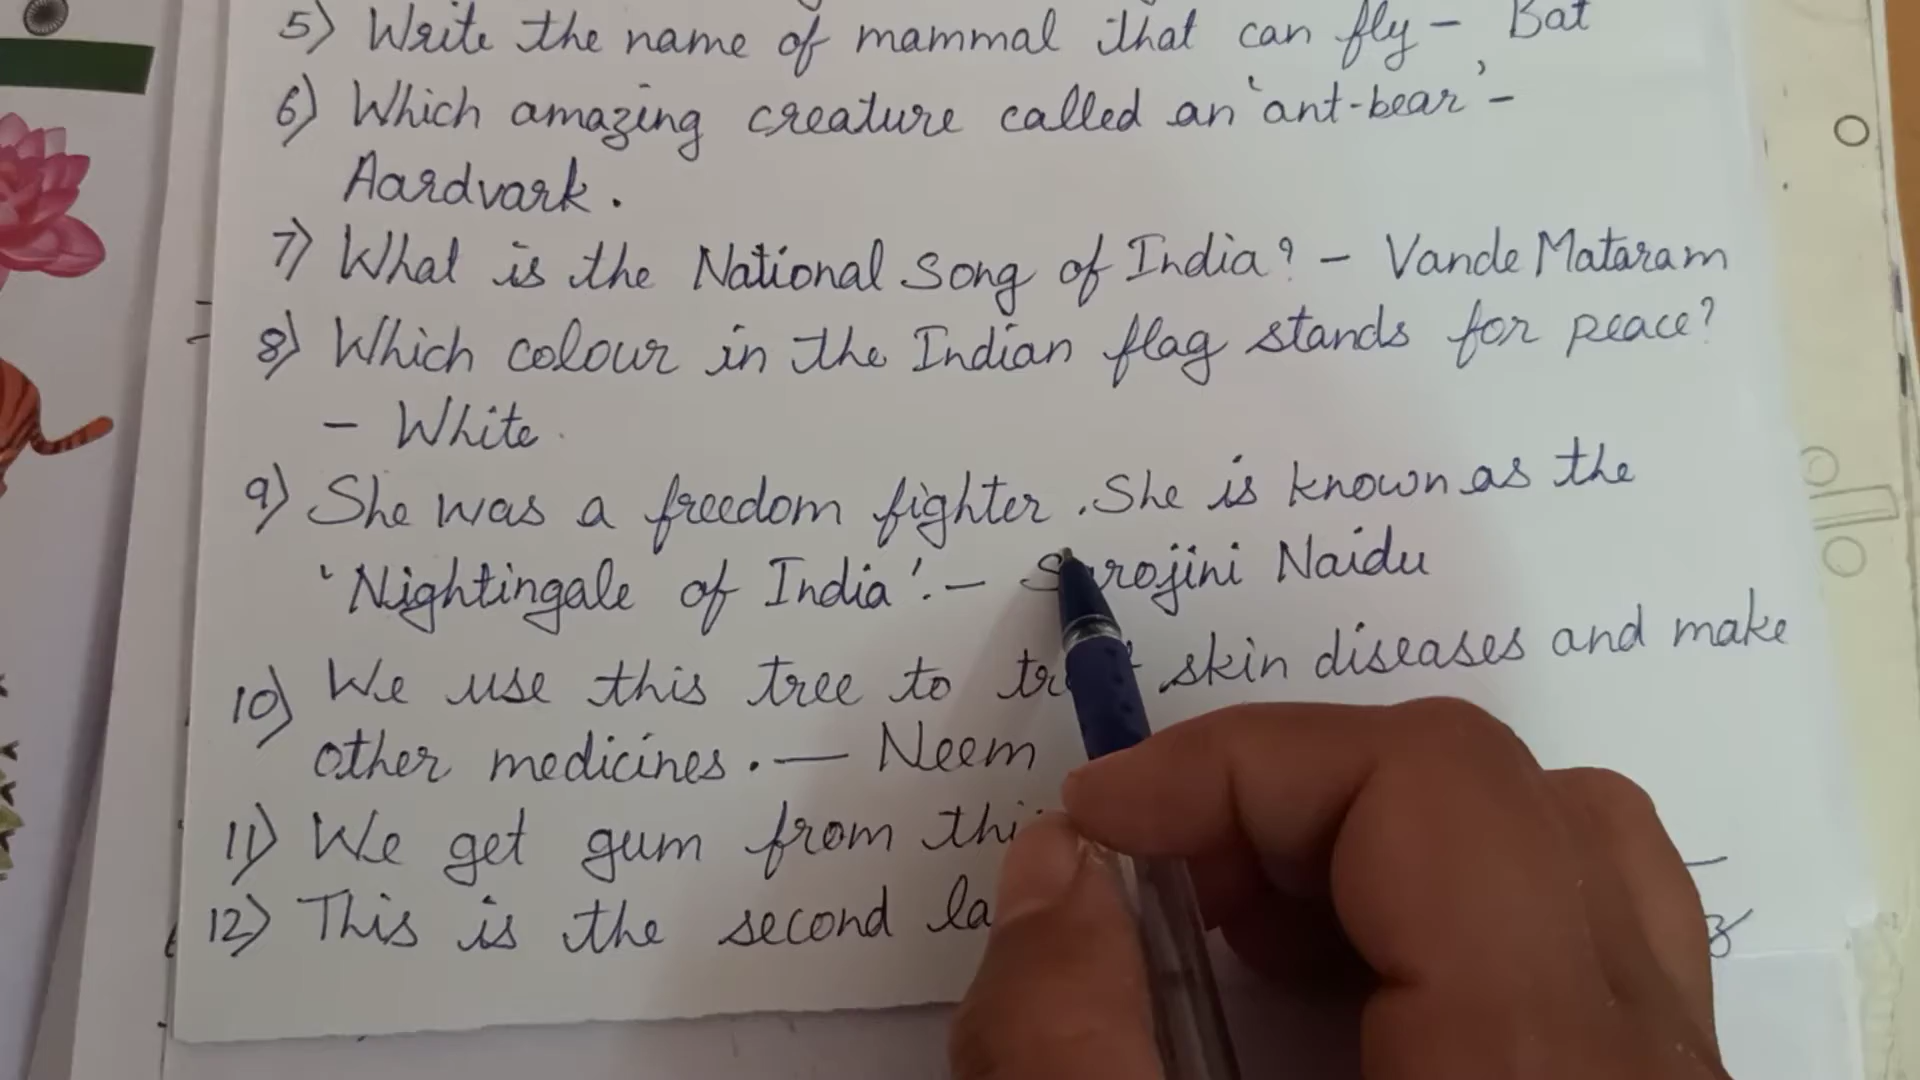 5) Write the name of mammal that can fly - Bat
6) Which amazing creature called an 'ant-bear' -
Aardvark.
7) What is the National Song of India? - Vande Mataram
8) Which colour in the Indian flag stands for peace?
- White
9) She was a freedom fighter. She is known as the
'Nightingale of India'. - Sarojini Naidu
10) We use this tree to skin diseases and make
other medicines. — Neem
11) We get gum from
12) This is the second